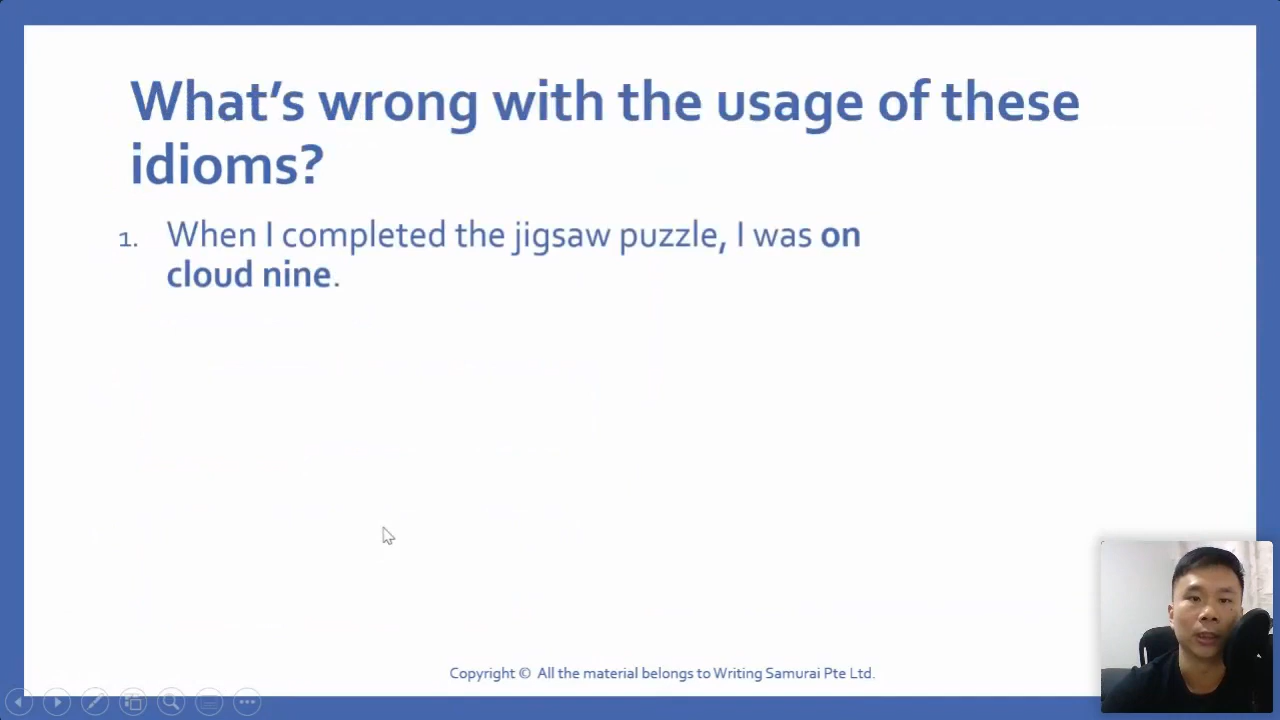 What’s wrong with the usage of these
idioms?
1. When I completed the jigsaw puzzle, I was on
cloud nine.
Copyright © All the material belongs to Writing Samurai Pte Ltd.